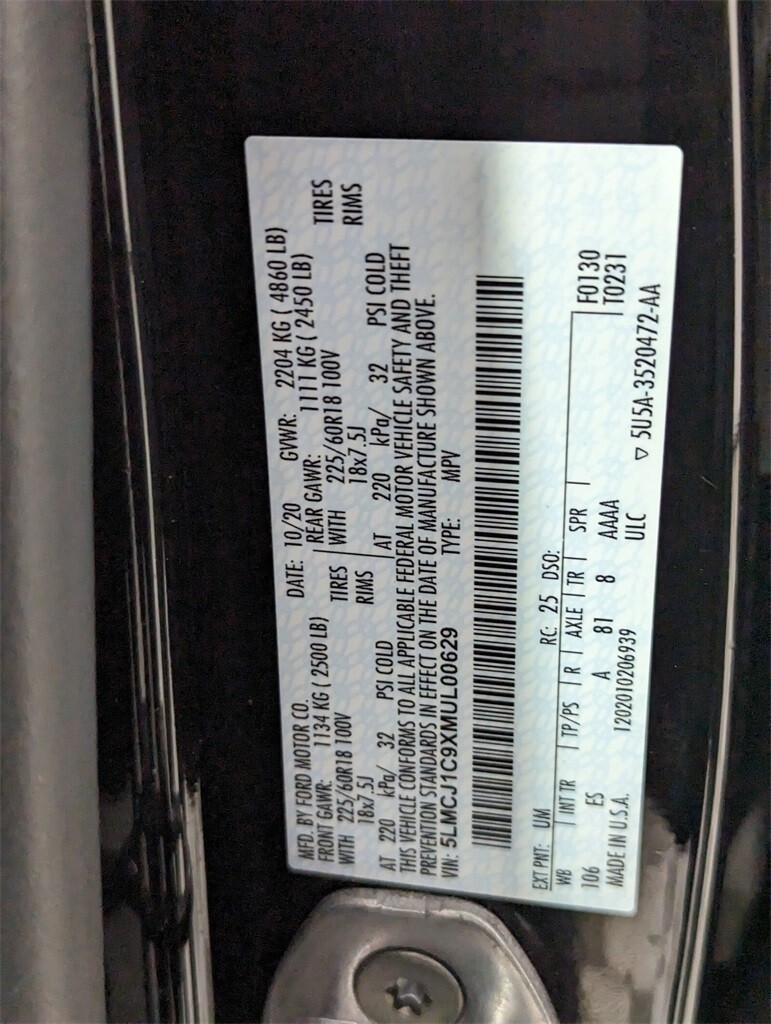 MFD. BY FORD MOTOR CO. DATE: 10/20 GVWR: 2204 KG ( 4860 LB)
FRONT GAWR: 1134 KG ( 2500 LB) REAR GAWR: 1111 KG ( 2450 LB)
WITH 225/60R18 100V TIRES WITH 225/60R18 100V TIRES
18x7.5J RIMS 18x7.5J RIMS
AT 220 kPa/ 32 PSI COLD AT 220 kPa/ 32 PSI COLD
THIS VEHICLE CONFORMS TO ALL APPLICABLE FEDERAL MOTOR VEHICLE SAFETY AND THEFT
PREVENTION STANDARDS IN EFFECT ON THE DATE OF MANUFACTURE SHOWN ABOVE.
VIN: 5LMCJ1C9XMUL00629 TYPE: MPV
EXT PNT: UM RC: 25 DSO:
WB INT TR TP/PS R AXLE TR SPR F0130
106 ES A 81 8 AAAA T0231
MADE IN U.S.A. 1202010206939 ULC
5U5A-3520472-AA